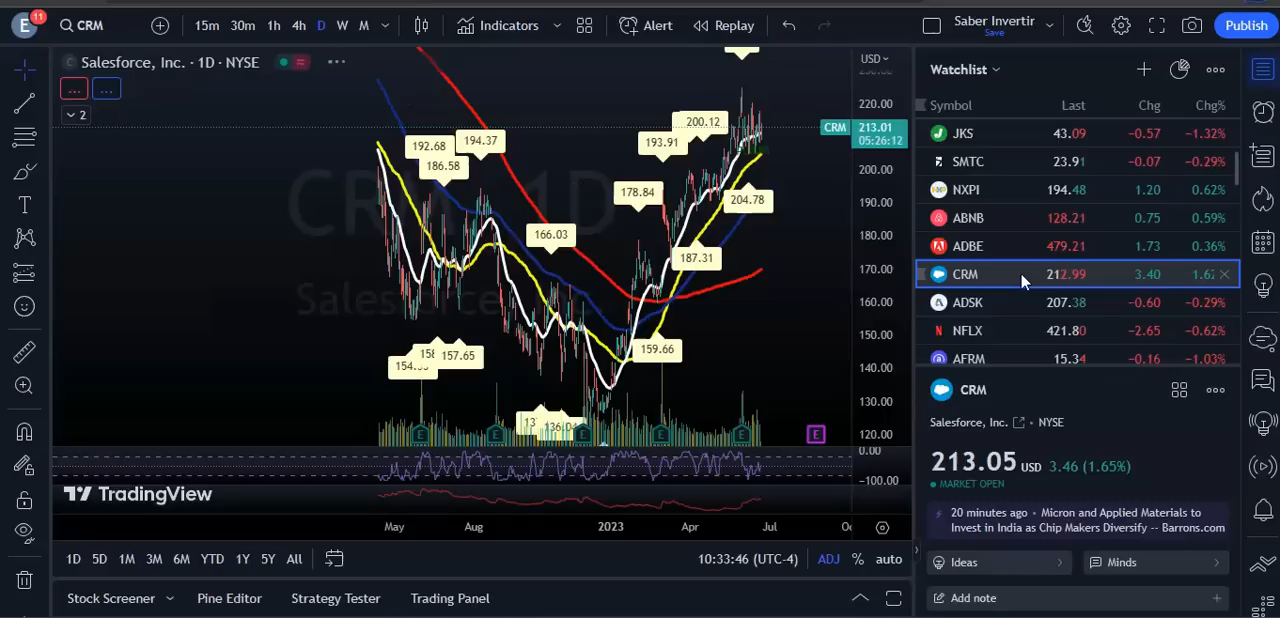 E 11 CRM 15m 30m 1h 4h D W M Indicators Alert Replay Saber Invertir Save Publish
Salesforce, Inc. · 1D · NYSE
... ...
2
CRM, 1D
Salesforce, Inc.
USD
220.00
CRM 213.01
05:26:12
200.00
190.00
180.00
170.00
160.00
150.00
140.00
130.00
120.00
0.00
−100.00
192.68
194.37
186.58
166.03
178.84
193.91
200.12
204.78
187.31
159.66
157.65
136.04
E E E E E E
TradingView
May Aug 2023 Apr Jul
1D 5D 1M 3M 6M YTD 1Y 5Y All 10:33:46 (UTC-4) ADJ % auto
Stock Screener Pine Editor Strategy Tester Trading Panel
Watchlist
Symbol Last Chg Chg%
JKS 43.09 −0.57 −1.32%
SMTC 23.91 −0.07 −0.29%
NXPI 194.48 1.20 0.62%
ABNB 128.21 0.75 0.59%
ADBE 479.21 1.73 0.36%
CRM 212.99 3.40 1.62
ADSK 207.38 −0.60 −0.29%
NFLX 421.80 −2.65 −0.62%
AFRM 15.34 −0.16 −1.03%
CRM
Salesforce, Inc. · NYSE
213.05 USD 3.46 (1.65%)
MARKET OPEN
20 minutes ago · Micron and Applied Materials to
Invest in India as Chip Makers Diversify -- Barrons.com
Ideas Minds
Add note